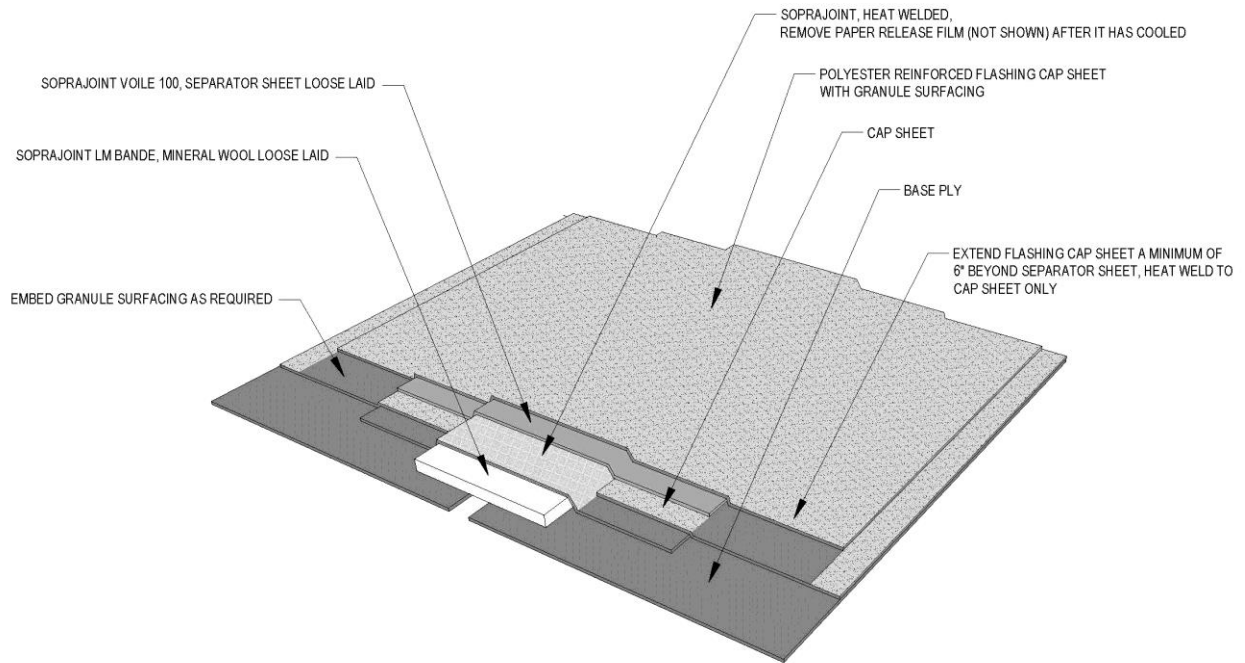 SOPRAJOINT, HEAT WELDED,
REMOVE PAPER RELEASE FILM (NOT SHOWN) AFTER IT HAS COOLED
SOPRAJOINT VOILE 100, SEPARATOR SHEET LOOSE LAID
POLYESTER REINFORCED FLASHING CAP SHEET
WITH GRANULE SURFACING
CAP SHEET
SOPRAJOINT LM BANDE, MINERAL WOOL LOOSE LAID
BASE PLY
EXTEND FLASHING CAP SHEET A MINIMUM OF
6" BEYOND SEPARATOR SHEET, HEAT WELD TO
CAP SHEET ONLY
EMBED GRANULE SURFACING AS REQUIRED